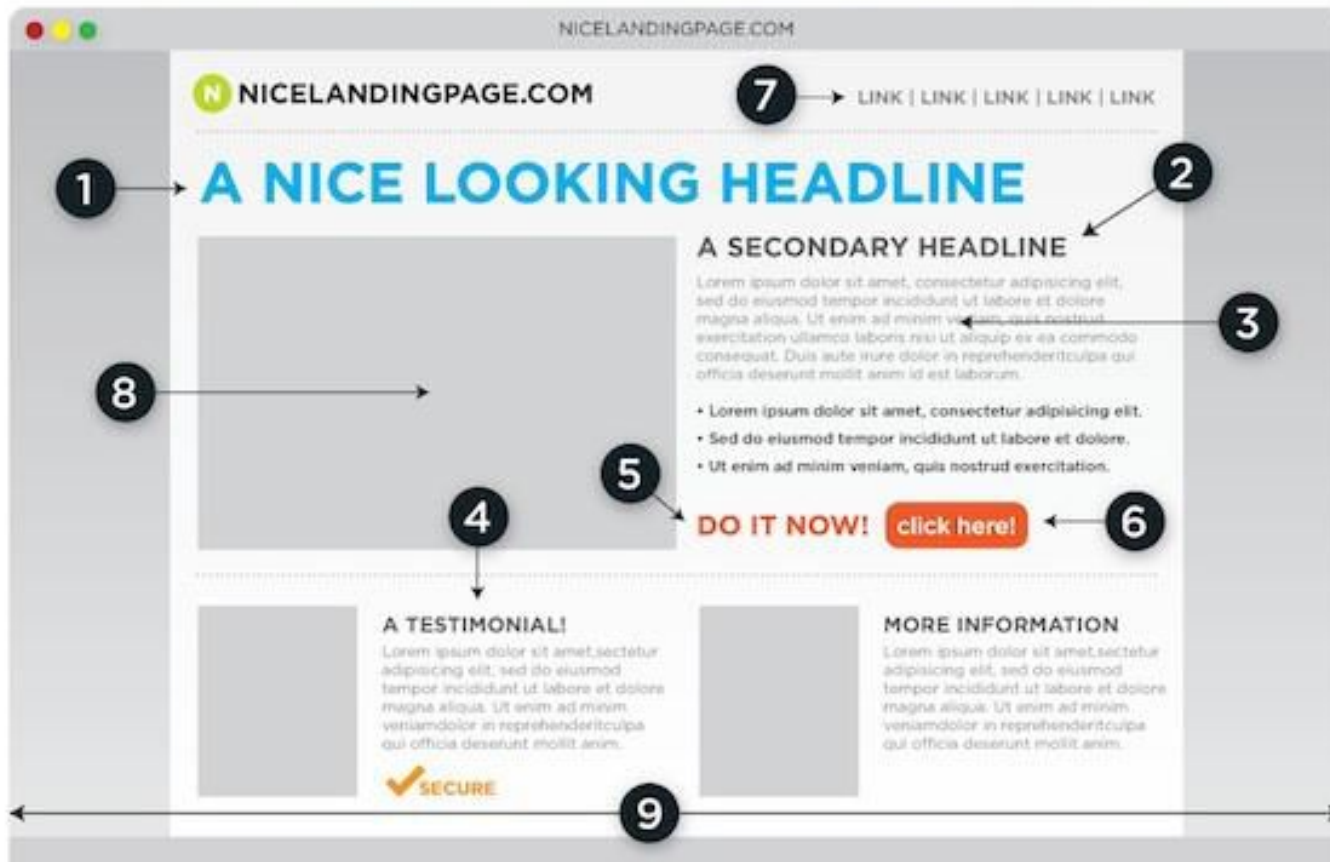 NICELANDINGPAGE.COM
N NICELANDINGPAGE.COM
7
LINK | LINK | LINK | LINK | LINK
1
A NICE LOOKING HEADLINE
2
A SECONDARY HEADLINE
Lorem ipsum dolor sit amet, consectetur adipisicing elit,
sed do eiusmod tempor incididunt ut labore et dolore
magna aliqua. Ut enim ad minim veniam, quis nostrud
exercitation ullamco laboris nisi ut aliquip ex ea commodo
consequat. Duis aute irure dolor in reprehenderitculpa qui
officia deserunt mollit anim id est laborum.
3
8
• Lorem ipsum dolor sit amet, consectetur adipisicing elit.
• Sed do eiusmod tempor incididunt ut labore et dolore.
• Ut enim ad minim veniam, quis nostrud exercitation.
5
DO IT NOW!
click here!
6
4
A TESTIMONIAL!
Lorem ipsum dolor sit amet,sectetur
adipisicing elit, sed do eiusmod
tempor incididunt ut labore et dolore
magna aliqua. Ut enim ad minim
veniamdolor in reprehenderitculpa
qui officia deserunt mollit anim.
SECURE
MORE INFORMATION
Lorem ipsum dolor sit amet,sectetur
adipisicing elit, sed do eiusmod
tempor incididunt ut labore et dolore
magna aliqua. Ut enim ad minim
veniamdolor in reprehenderitculpa
qui officia deserunt mollit anim.
9